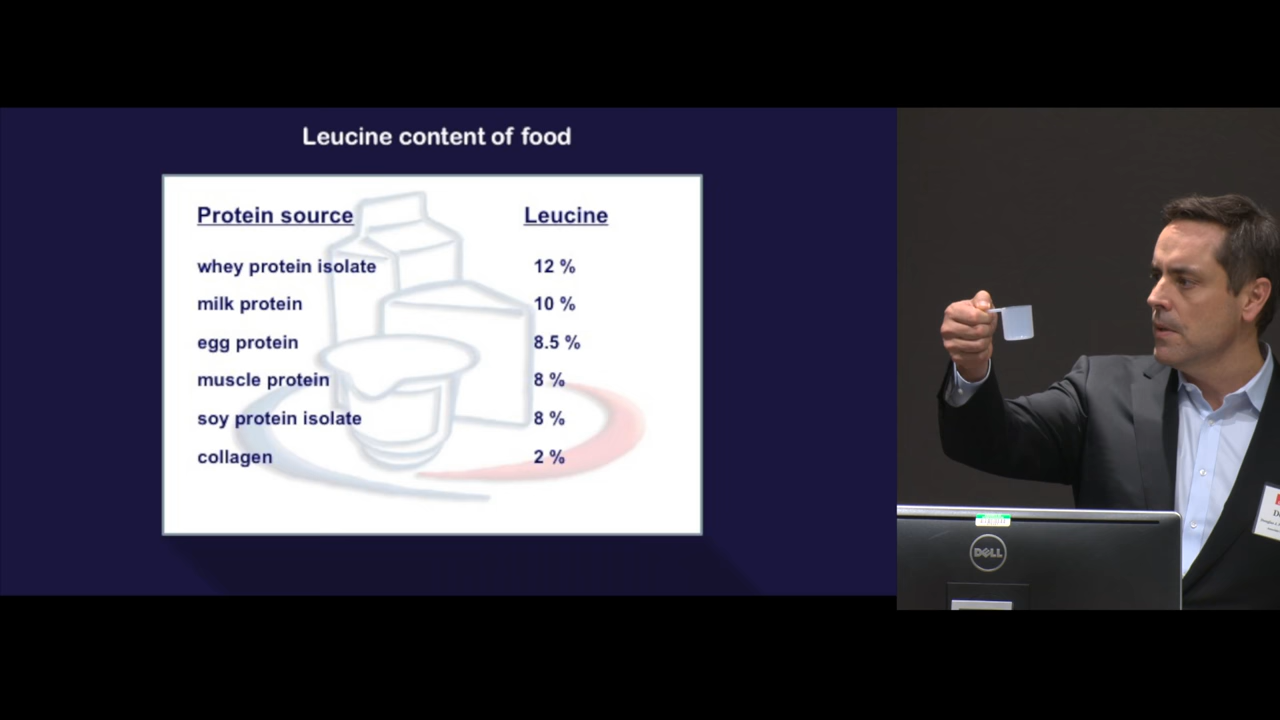 Leucine content of food
Protein source Leucine
whey protein isolate 12 %
milk protein 10 %
egg protein 8.5 %
muscle protein 8 %
soy protein isolate 8 %
collagen 2 %
DELL